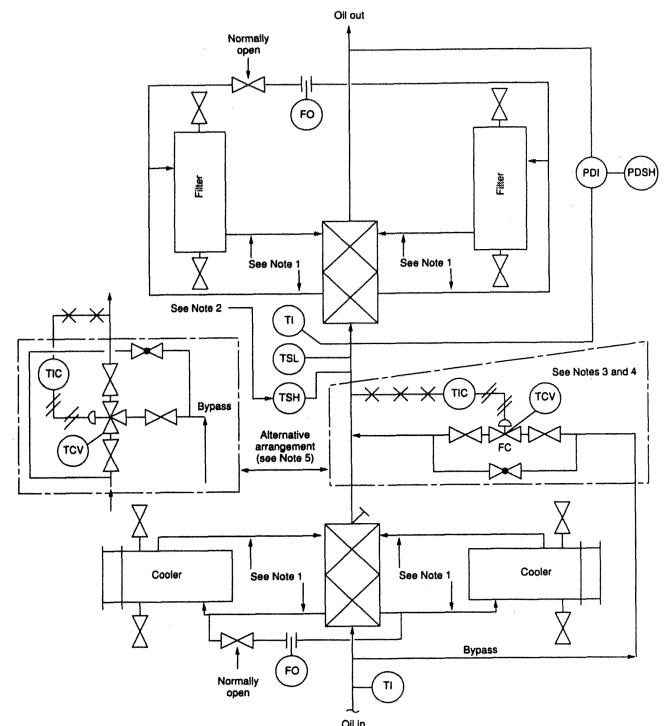 Oil out
Normally
open
FO
Filter
Filter
PDI
PDSH
See Note 1
See Note 1
See Note 2
TI
TSL
TSH
See Notes 3 and 4
TIC
TCV
Bypass
TIC
TCV
FC
Alternative
arrangement
(see Note 5)
Cooler
See Note 1
See Note 1
Cooler
FO
Normally
open
Bypass
TI
Oil in